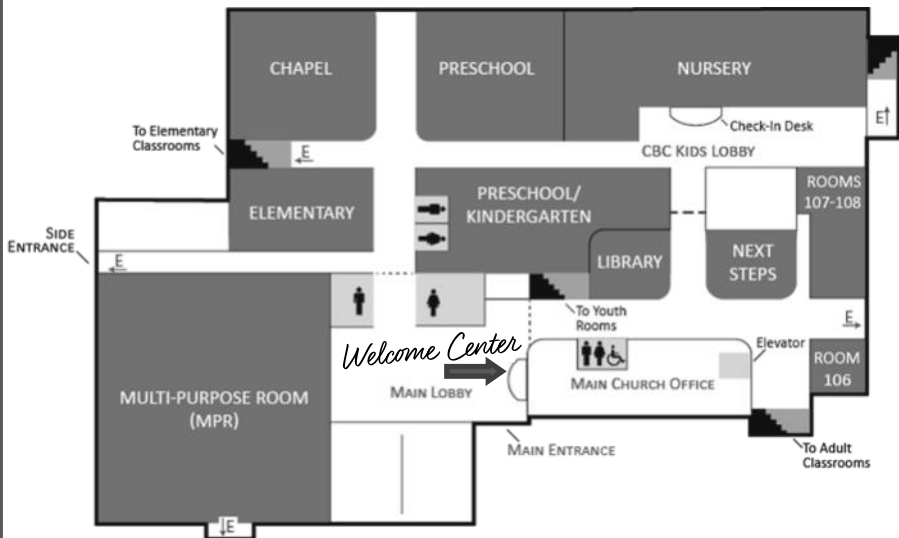 CHAPEL
PRESCHOOL
NURSERY
E
Check-In Desk
To Elementary
Classrooms
E
CBC KIDS LOBBY
ROOMS
107-108
PRESCHOOL/
KINDERGARTEN
ELEMENTARY
SIDE
ENTRANCE
E
LIBRARY
NEXT
STEPS
To Youth
Rooms
E
Welcome Center
Elevator
MAIN LOBBY
MAIN CHURCH OFFICE
ROOM
106
MULTI-PURPOSE ROOM
(MPR)
MAIN ENTRANCE
To Adult
Classrooms
E